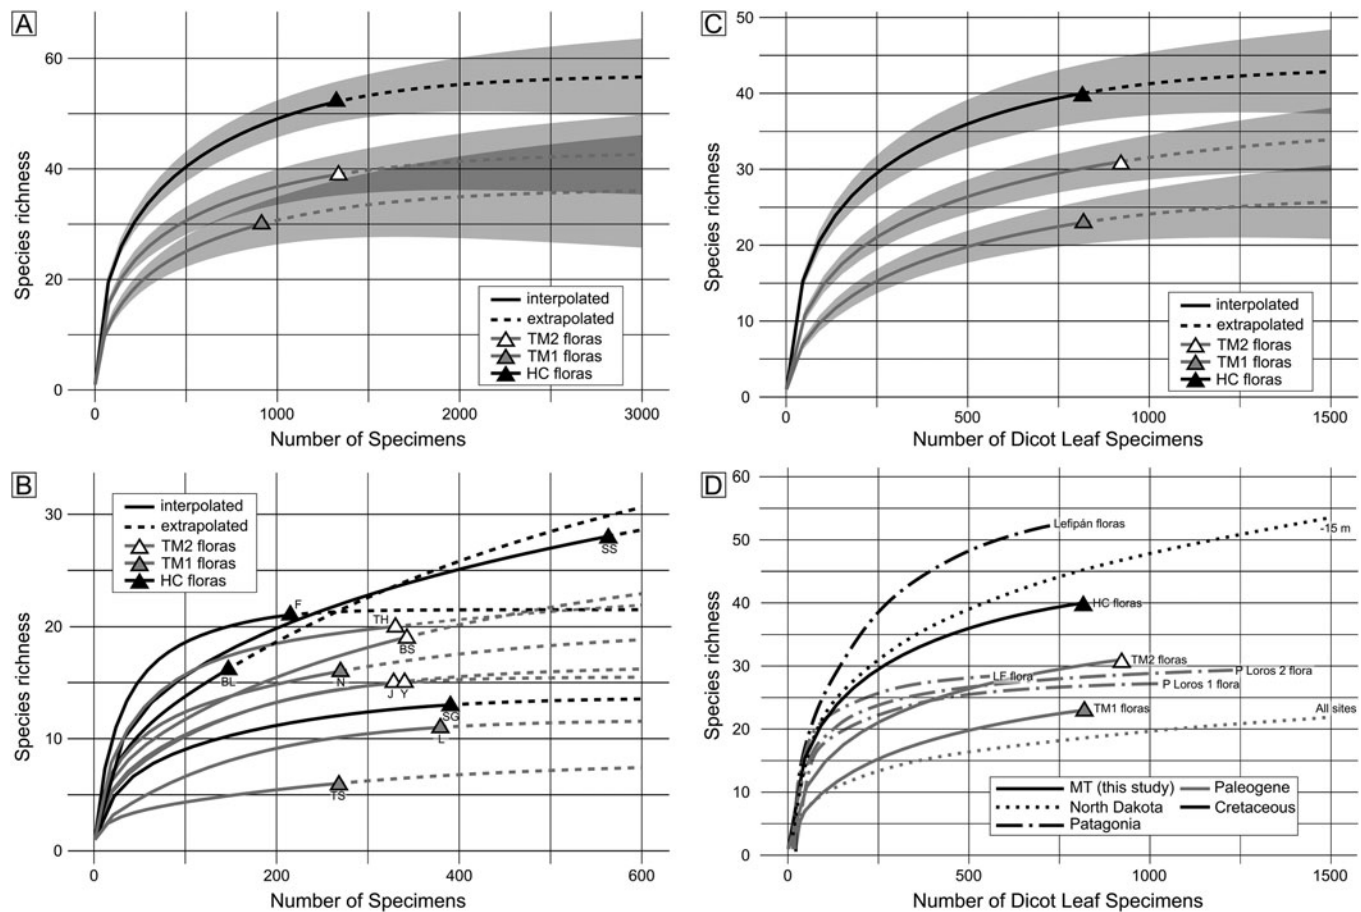 A
60
40
20
0
Species richness
0 1000 2000 3000
Number of Specimens
interpolated
extrapolated
TM2 floras
TM1 floras
HC floras
C
50
40
30
20
10
0
Species richness
0 500 1000 1500
Number of Dicot Leaf Specimens
interpolated
extrapolated
TM2 floras
TM1 floras
HC floras
B
30
20
10
0
Species richness
0 200 400 600
Number of Specimens
interpolated
extrapolated
TM2 floras
TM1 floras
HC floras
F
SS
TH
BS
BL
N
J Y
SG
L
TS
D
60
50
40
30
20
10
0
Species richness
0 500 1000 1500
Number of Dicot Leaf Specimens
Lefipán floras
-15 m
HC floras
TM2 floras
LF flora
P Loros 2 flora
P Loros 1 flora
TM1 floras
All sites
MT (this study) Paleogene
North Dakota Cretaceous
Patagonia